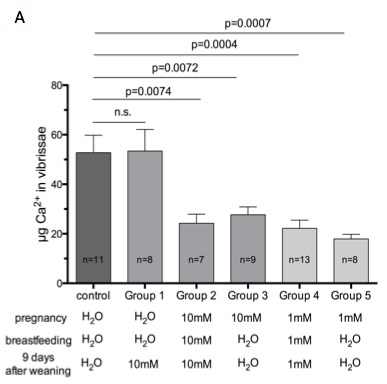 A
p=0.0007
p=0.0004
p=0.0072
p=0.0074
n.s.
80
60
40
20
0
µg Ca²⁺ in vibrissae
n=11 n=8 n=7 n=9 n=13 n=8
control Group 1 Group 2 Group 3 Group 4 Group 5
pregnancy H₂O H₂O 10mM 10mM 1mM 1mM
breastfeeding H₂O H₂O 10mM H₂O 1mM H₂O
9 days
after weaning H₂O 10mM 10mM H₂O 1mM H₂O